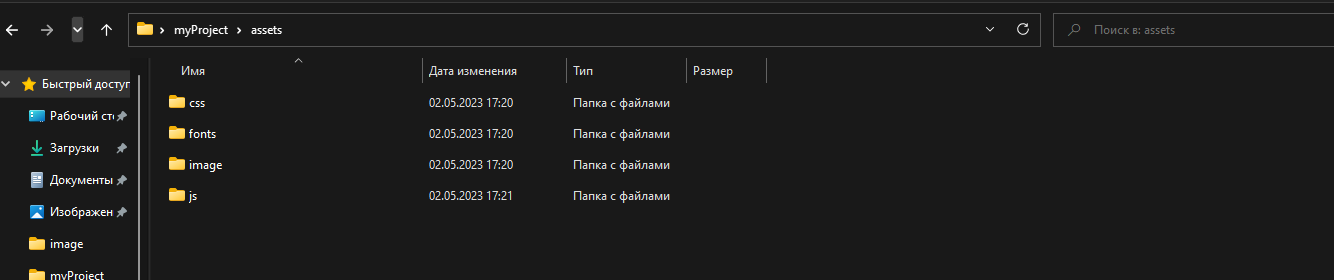 myProject › assets
Поиск в: assets
Имя Дата изменения Тип Размер
Быстрый доступ
Рабочий сто
Загрузки
Документы
Изображен
image
myProject
css 02.05.2023 17:20 Папка с файлами
fonts 02.05.2023 17:20 Папка с файлами
image 02.05.2023 17:20 Папка с файлами
js 02.05.2023 17:21 Папка с файлами